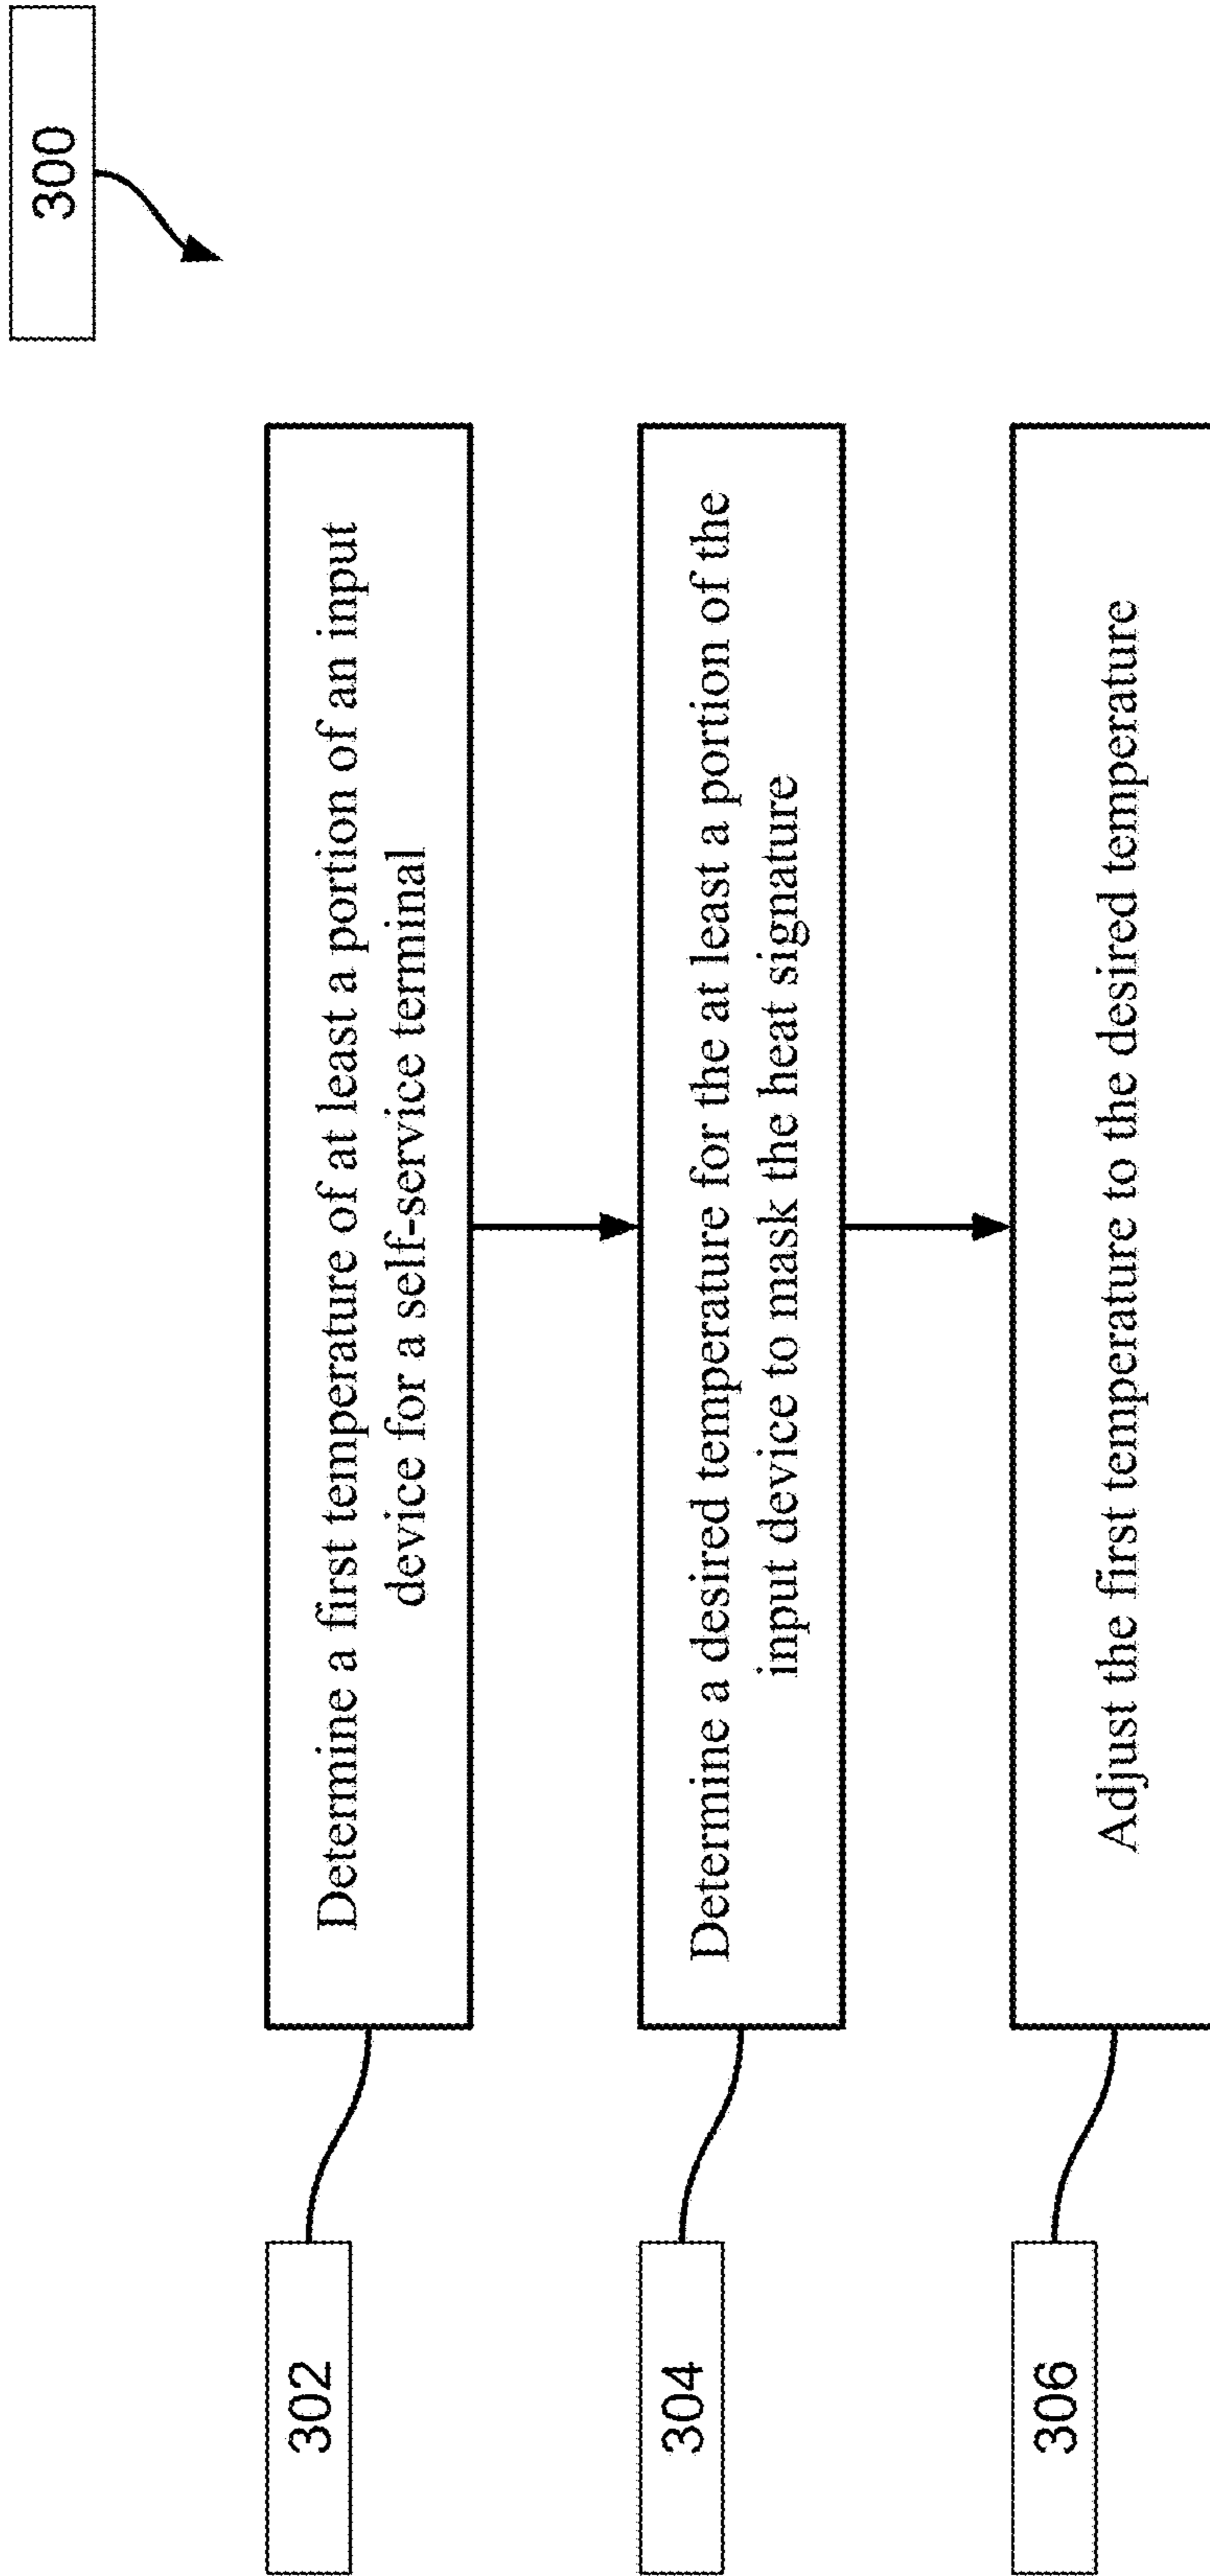 300
302
Determine a first temperature of at least a portion of an input
device for a self-service terminal
304
Determine a desired temperature for the at least a portion of the
input device to mask the heat signature
306
Adjust the first temperature to the desired temperature